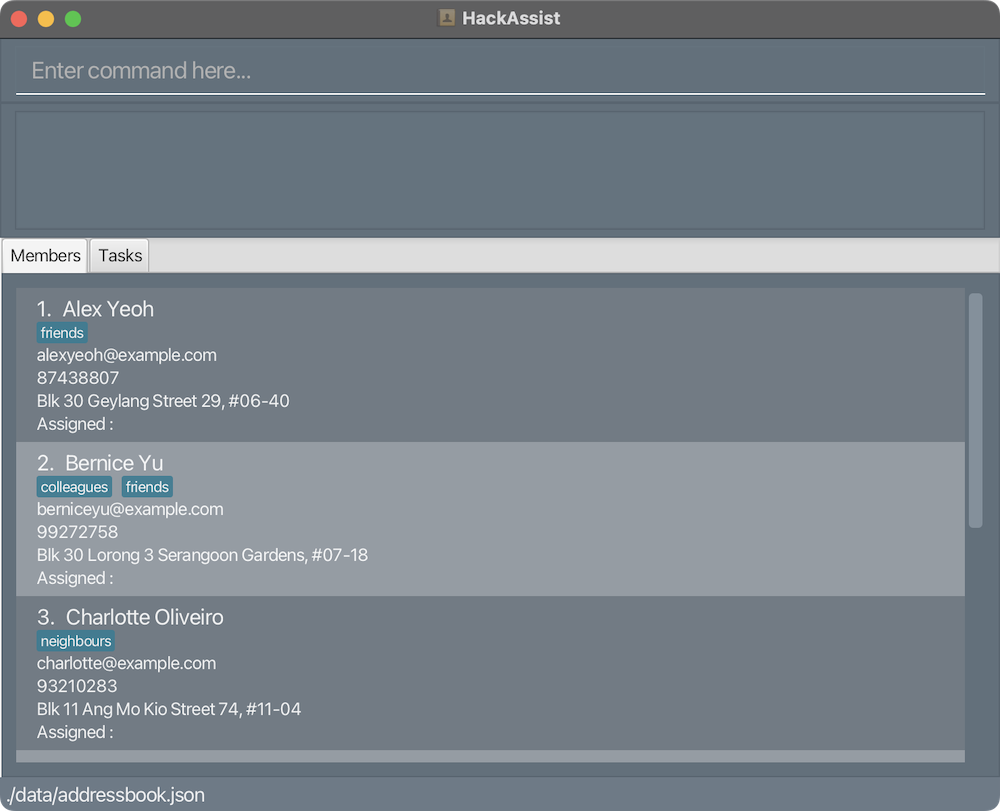 HackAssist
Enter command here...
Members Tasks
1. Alex Yeoh
friends
alexyeoh@example.com
87438807
Blk 30 Geylang Street 29, #06-40
Assigned :
2. Bernice Yu
colleagues friends
berniceyu@example.com
99272758
Blk 30 Lorong 3 Serangoon Gardens, #07-18
Assigned :
3. Charlotte Oliveiro
neighbours
charlotte@example.com
93210283
Blk 11 Ang Mo Kio Street 74, #11-04
Assigned :
./data/addressbook.json